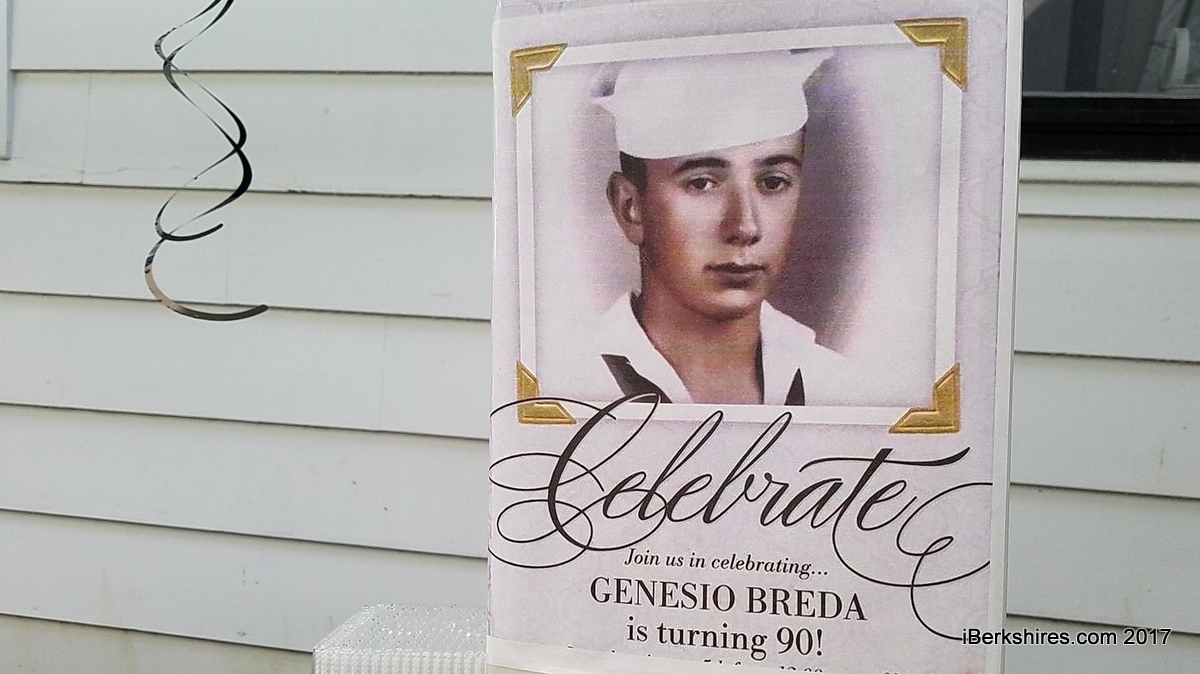 Celebrate
Join us in celebrating...
GENESIO BREDA
is turning 90!
iBerkshires.com 2017